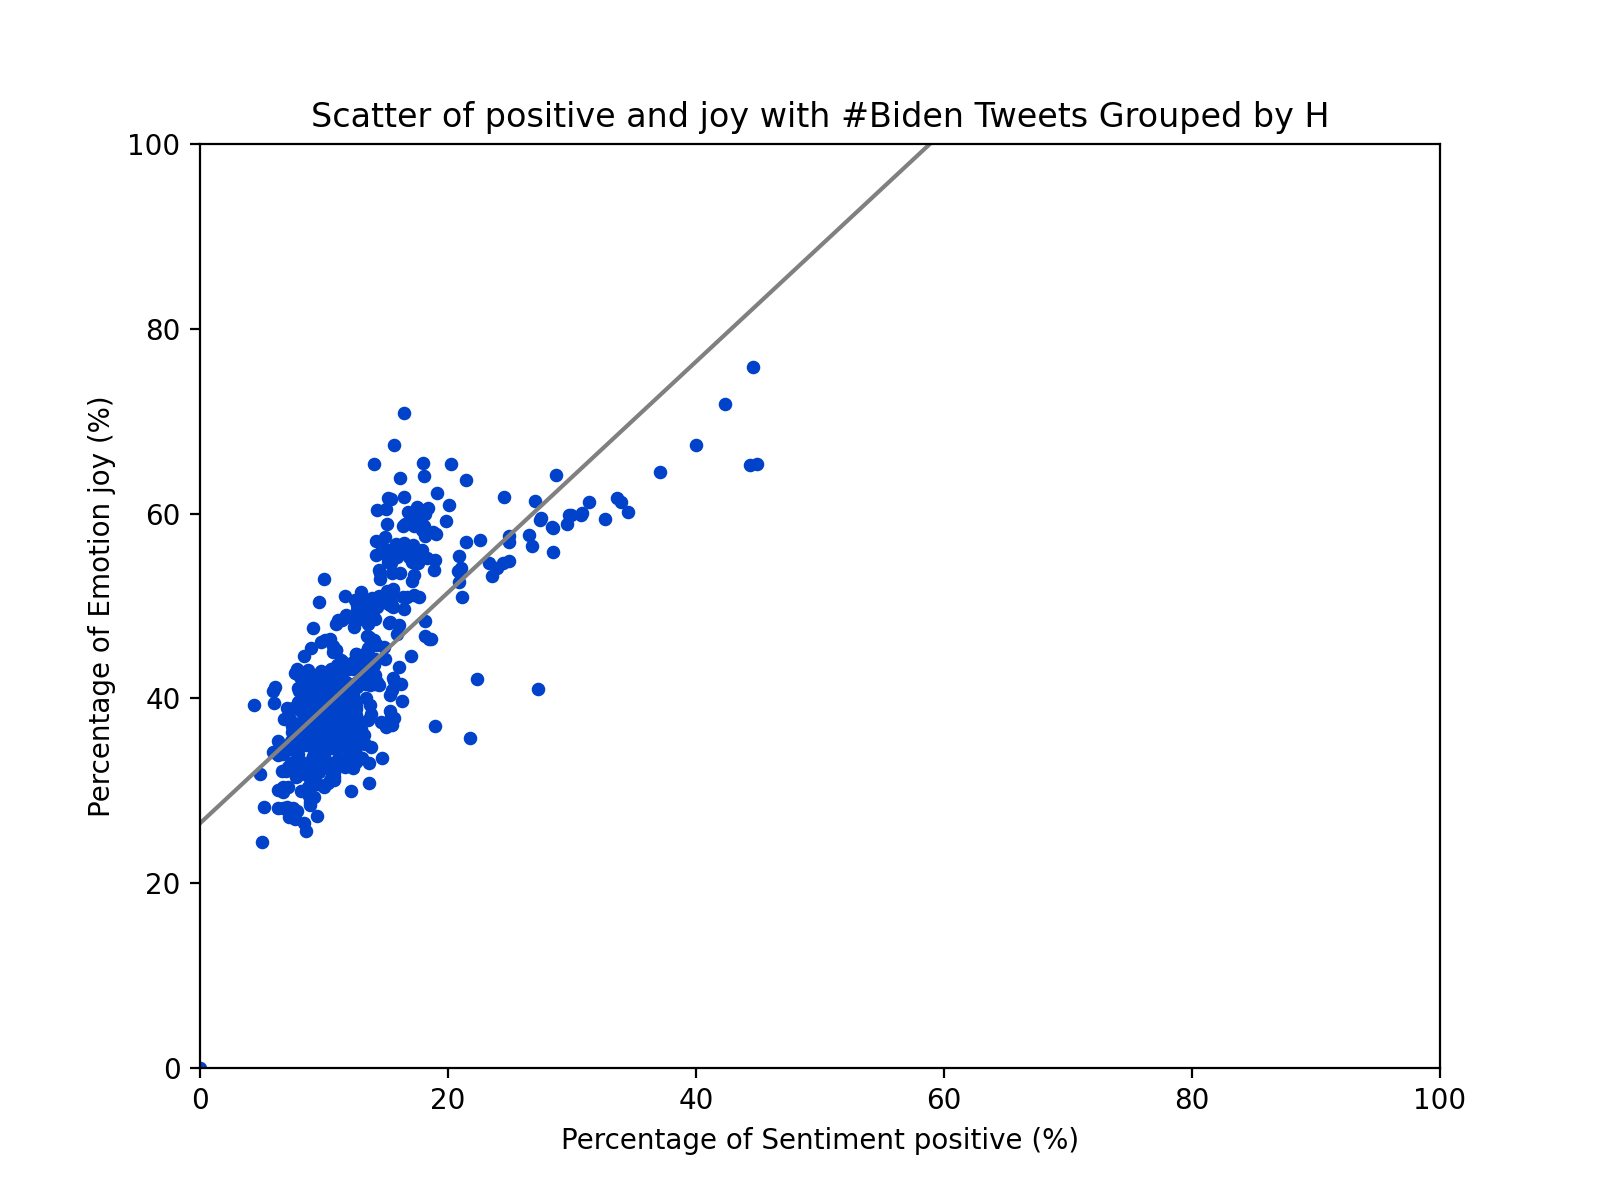 Scatter of positive and joy with #Biden Tweets Grouped by H
100
80
60
40
20
0
Percentage of Emotion joy (%)
0 20 40 60 80 100
Percentage of Sentiment positive (%)